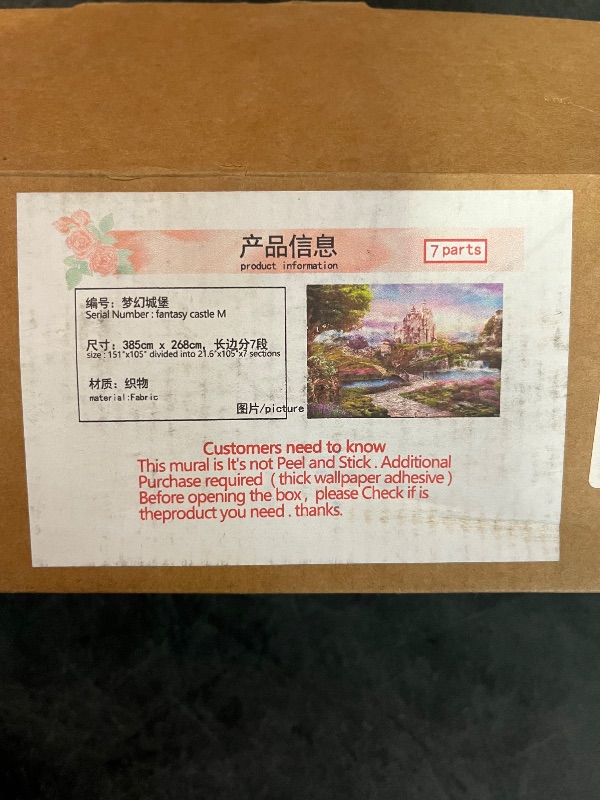 产品信息
product information
7 parts
编号：梦幻城堡
Serial Number : fantasy castle M
尺寸：385cm x 268cm，长边分7段
size : 151"x105" divided into 21.6"x105"x7 sections
材质：织物
material:Fabric
图片/picture
Customers need to know
This mural is It's not Peel and Stick . Additional
Purchase required（thick wallpaper adhesive）
Before opening the box，please Check if is
theproduct you need . thanks.